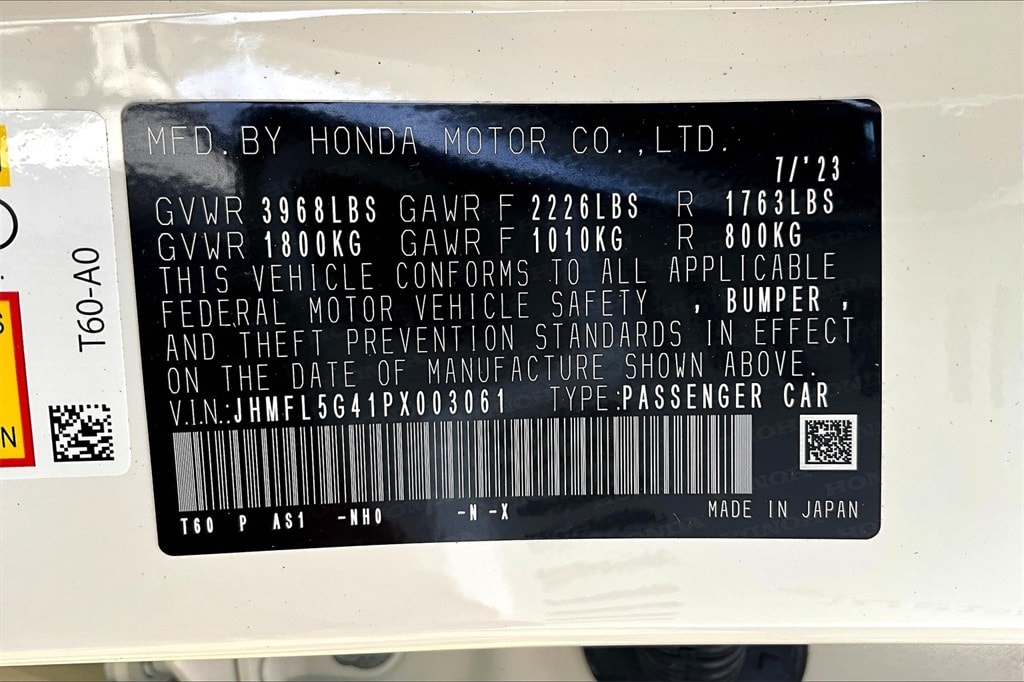 MFD. BY HONDA MOTOR CO., LTD.
7/'23
GVWR 3968LBS GAWR F 2226LBS R 1763LBS
GVWR 1800KG GAWR F 1010KG R 800KG
THIS VEHICLE CONFORMS TO ALL APPLICABLE
FEDERAL MOTOR VEHICLE SAFETY , BUMPER ,
AND THEFT PREVENTION STANDARDS IN EFFECT
ON THE DATE OF MANUFACTURE SHOWN ABOVE.
V.I.N.:JHMFL5G41PX003061 TYPE:PASSENGER CAR
T60 P AS1 -NH0 -N -X
MADE IN JAPAN
T60-A0